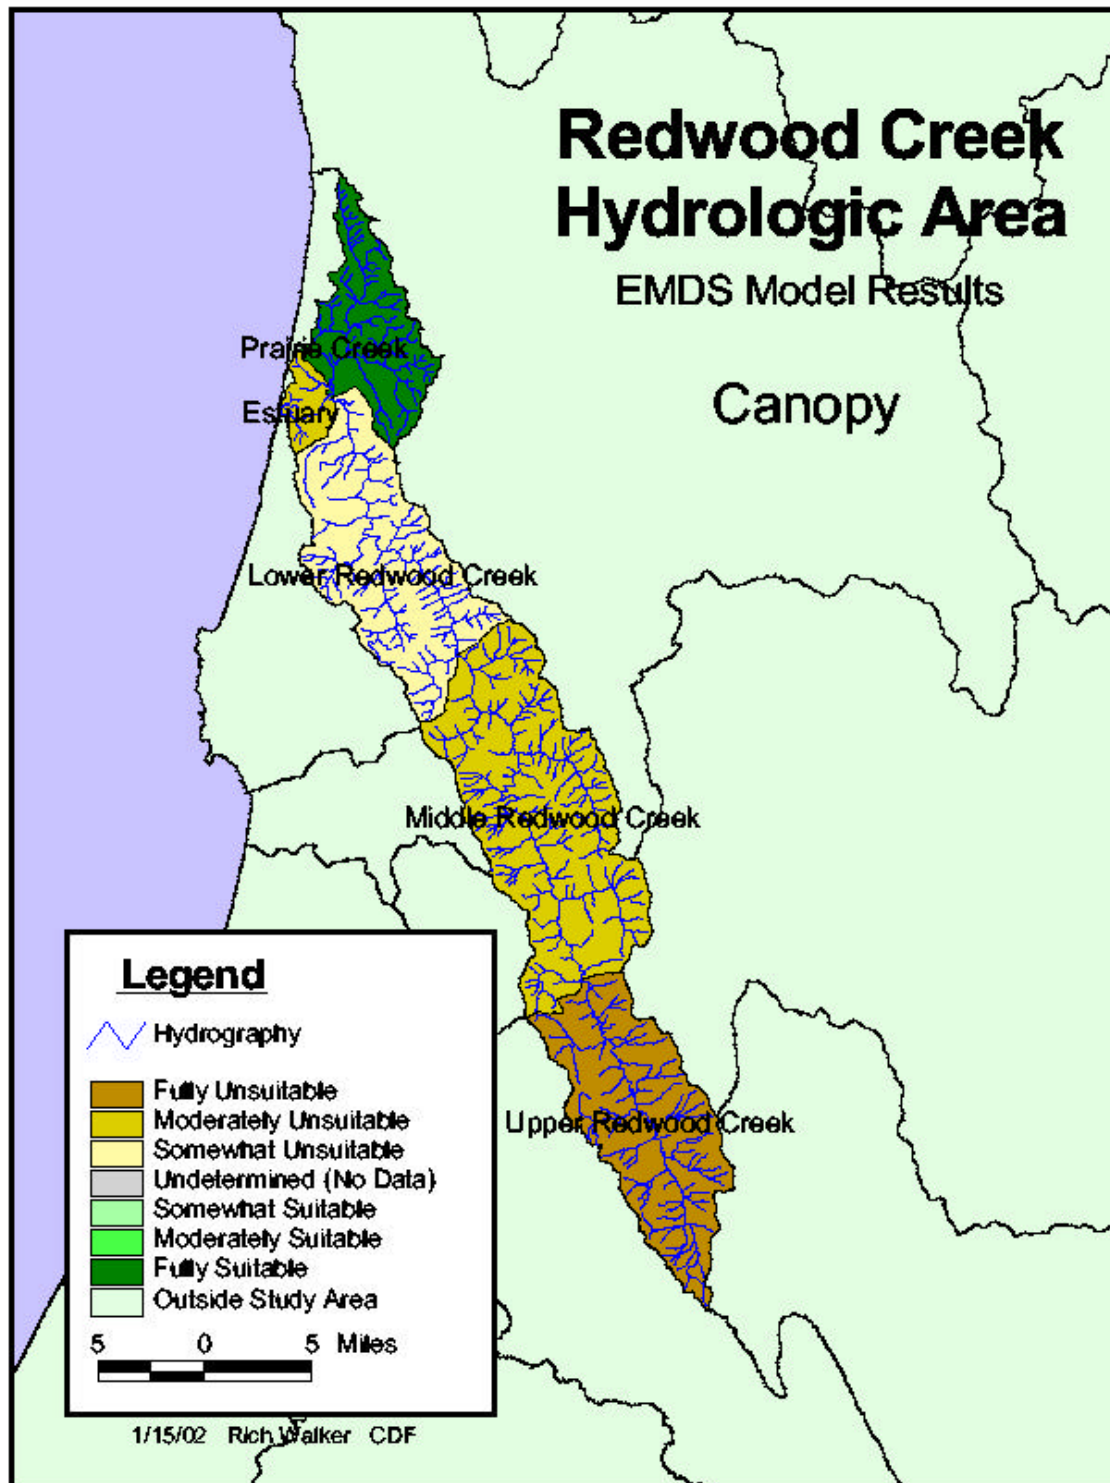 Redwood Creek
Hydrologic Area
EMDS Model Results
Canopy
Prairie Creek
Estuary
Lower Redwood Creek
Middle Redwood Creek
Upper Redwood Creek
Legend
Hydrography
Fully Unsuitable
Moderately Unsuitable
Somewhat Unsuitable
Undetermined (No Data)
Somewhat Suitable
Moderately Suitable
Fully Suitable
Outside Study Area
5 0 5 Miles
1/15/02 Rich Walker CDF